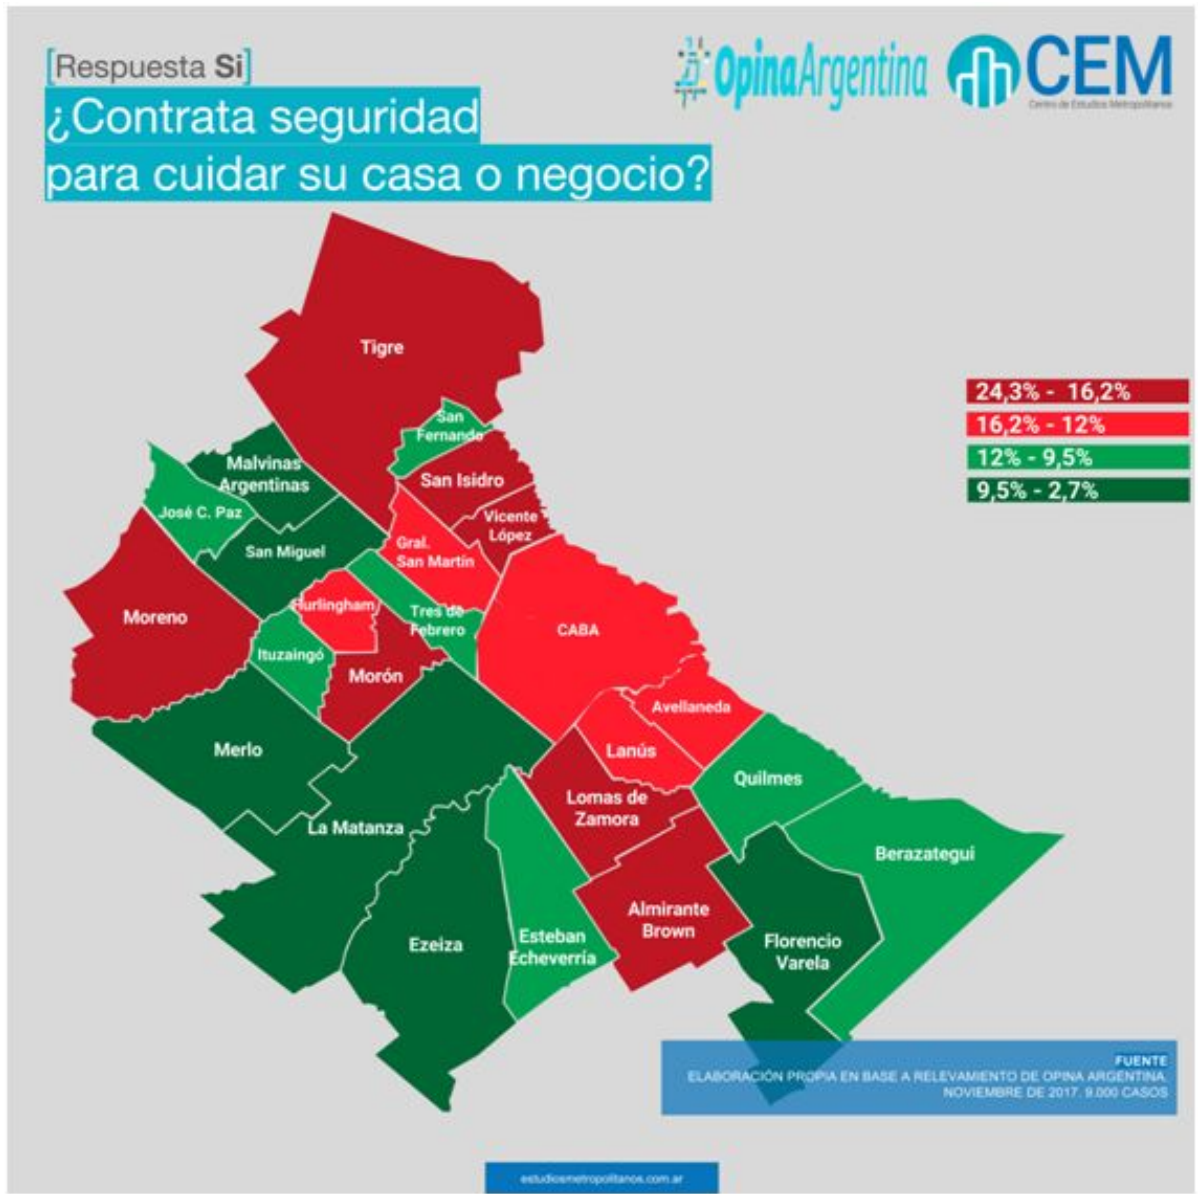 [Respuesta Si]
¿Contrata seguridad
para cuidar su casa o negocio?
OpinaArgentina
CEM
Centro de Estudios Metropolitanos
Tigre
San
Fernando
Malvinas
Argentinas
San Isidro
José C. Paz
Vicente
López
San Miguel
Gral.
San Martín
Moreno
Hurlingham
Tres de
Febrero
CABA
Ituzaingó
Morón
Avellaneda
Merlo
Lanús
Quilmes
Lomas de
Zamora
La Matanza
Berazategui
Almirante
Brown
Ezeiza
Esteban
Echeverría
Florencio
Varela
24,3% - 16,2%
16,2% - 12%
12% - 9,5%
9,5% - 2,7%
FUENTE
ELABORACIÓN PROPIA EN BASE A RELEVAMIENTO DE OPINA ARGENTINA.
NOVIEMBRE DE 2017. 9.000 CASOS
estudiosmetropolitanos.com.ar